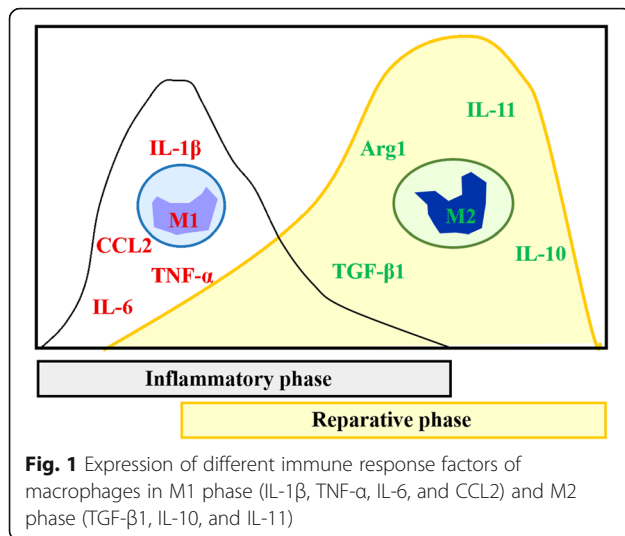 IL-11
IL-1β
Arg1
M1
M2
CCL2
IL-10
TNF-α
TGF-β1
IL-6
Inflammatory phase
Reparative phase
Fig. 1 Expression of different immune response factors of
macrophages in M1 phase (IL-1β, TNF-α, IL-6, and CCL2) and M2
phase (TGF-β1, IL-10, and IL-11)